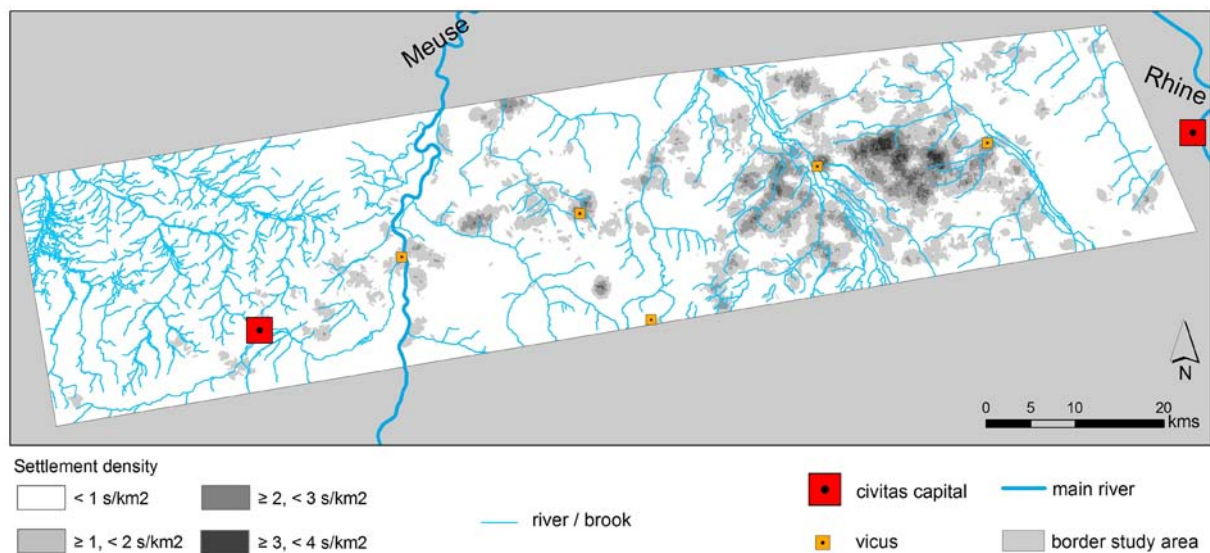 Meuse
Rhine
N
0 5 10 20
kms
Settlement density
< 1 s/km2
≥ 2, < 3 s/km2
≥ 1, < 2 s/km2
≥ 3, < 4 s/km2
river / brook
civitas capital
main river
vicus
border study area